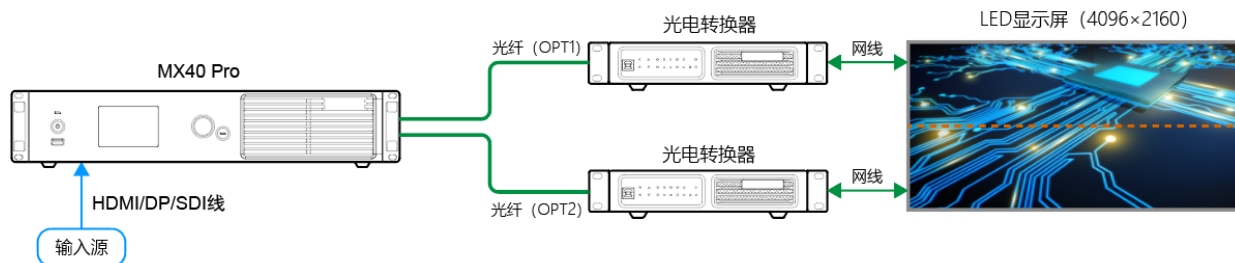 光电转换器
LED显示屏（4096×2160）
光纤（OPT1）
网线
MX40 Pro
光电转换器
网线
HDMI/DP/SDI线
光纤（OPT2）
输入源